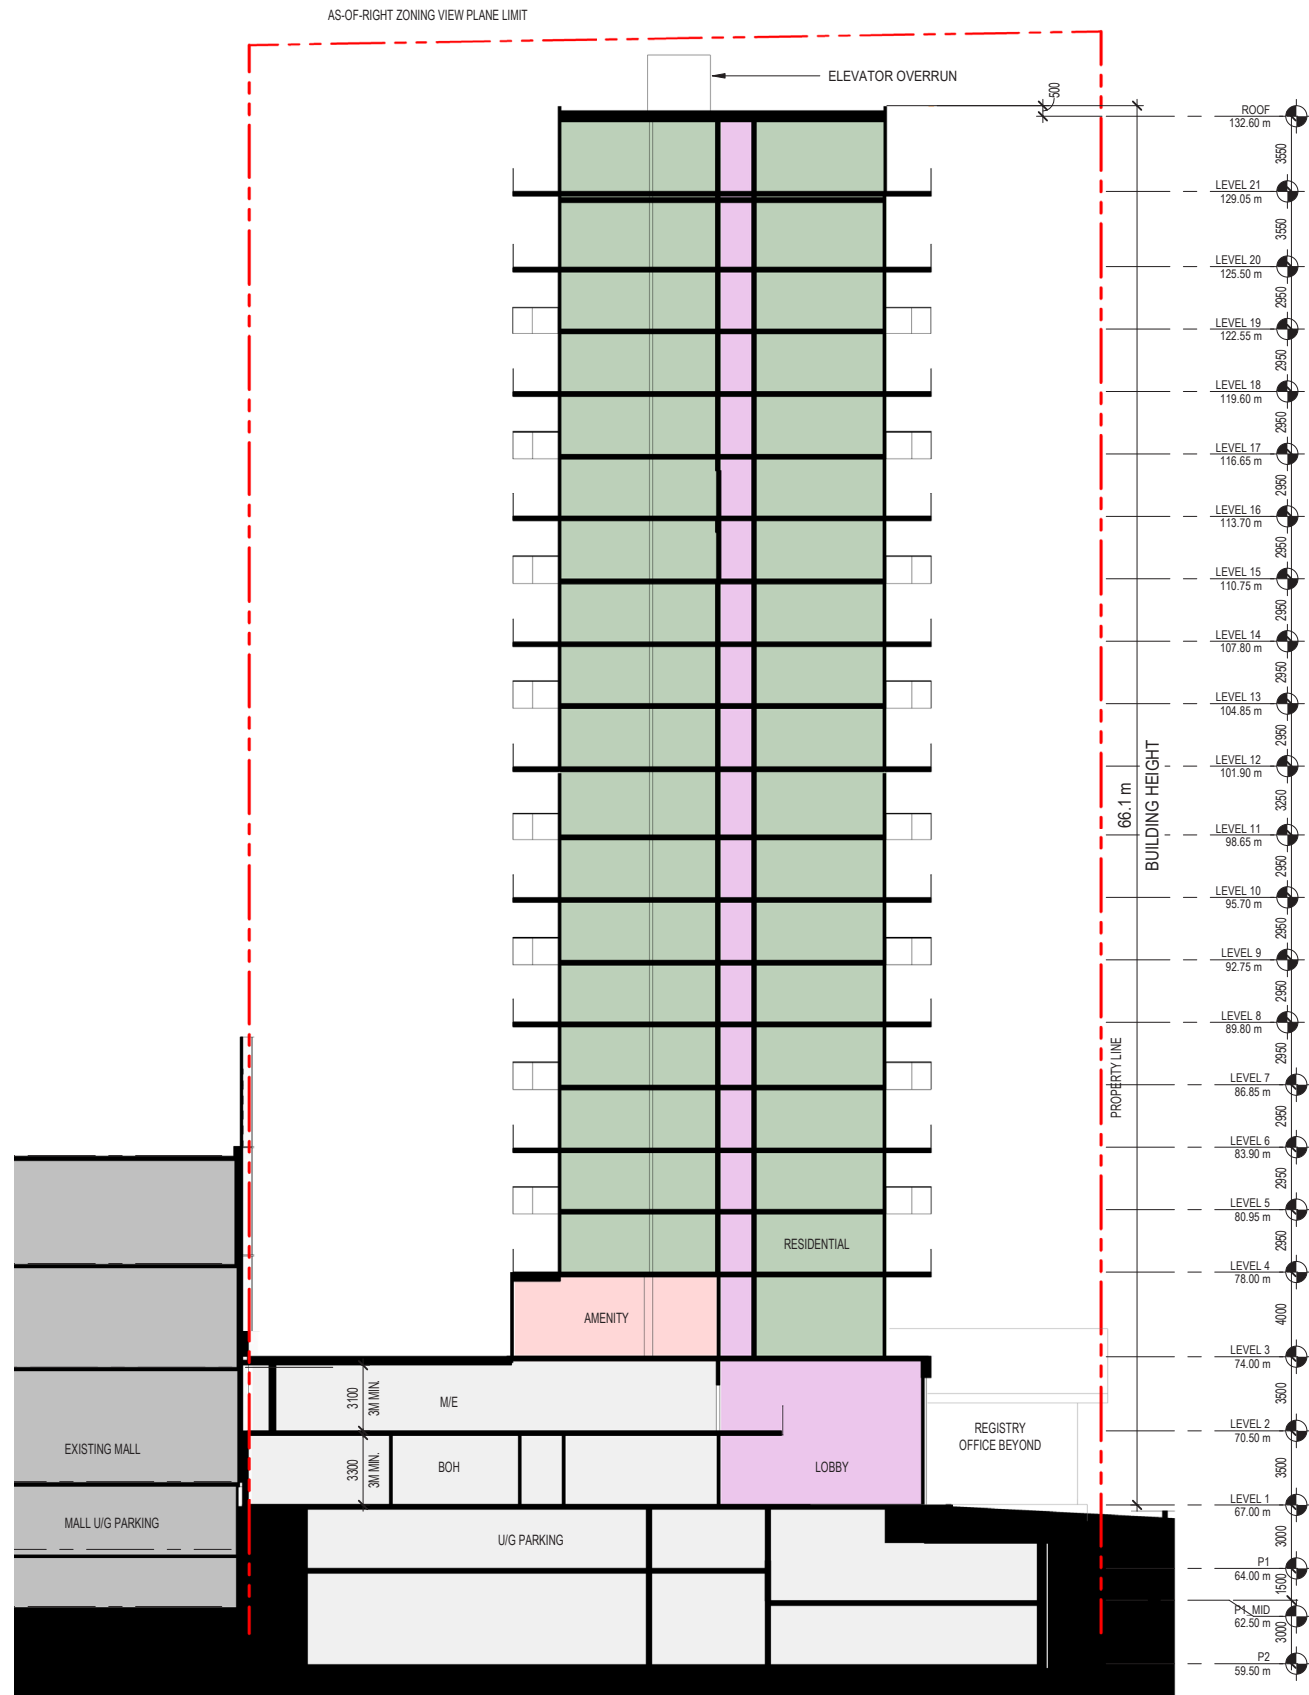 AS-OF-RIGHT ZONING VIEW PLANE LIMIT
ELEVATOR OVERRUN
500
ROOF
132.60 m
3550
LEVEL 21
129.05 m
3550
LEVEL 20
125.50 m
2950
LEVEL 19
122.55 m
2950
LEVEL 18
119.60 m
2950
LEVEL 17
116.65 m
2950
LEVEL 16
113.70 m
2950
LEVEL 15
110.75 m
2950
LEVEL 14
107.80 m
2950
LEVEL 13
104.85 m
2950
LEVEL 12
101.90 m
3250
LEVEL 11
98.65 m
2950
LEVEL 10
95.70 m
2950
LEVEL 9
92.75 m
2950
LEVEL 8
89.80 m
2950
LEVEL 7
86.85 m
2950
LEVEL 6
83.90 m
2950
LEVEL 5
80.95 m
2950
LEVEL 4
78.00 m
4000
LEVEL 3
74.00 m
3500
LEVEL 2
70.50 m
3500
LEVEL 1
67.00 m
3000
P1
64.00 m
1500
P1_MID
62.50 m
3000
P2
59.50 m
66.1 m
BUILDING HEIGHT
PROPERTY LINE
RESIDENTIAL
AMENITY
3100
3M MIN.
M/E
REGISTRY
OFFICE BEYOND
EXISTING MALL
3300
3M MIN.
BOH
LOBBY
MALL U/G PARKING
U/G PARKING